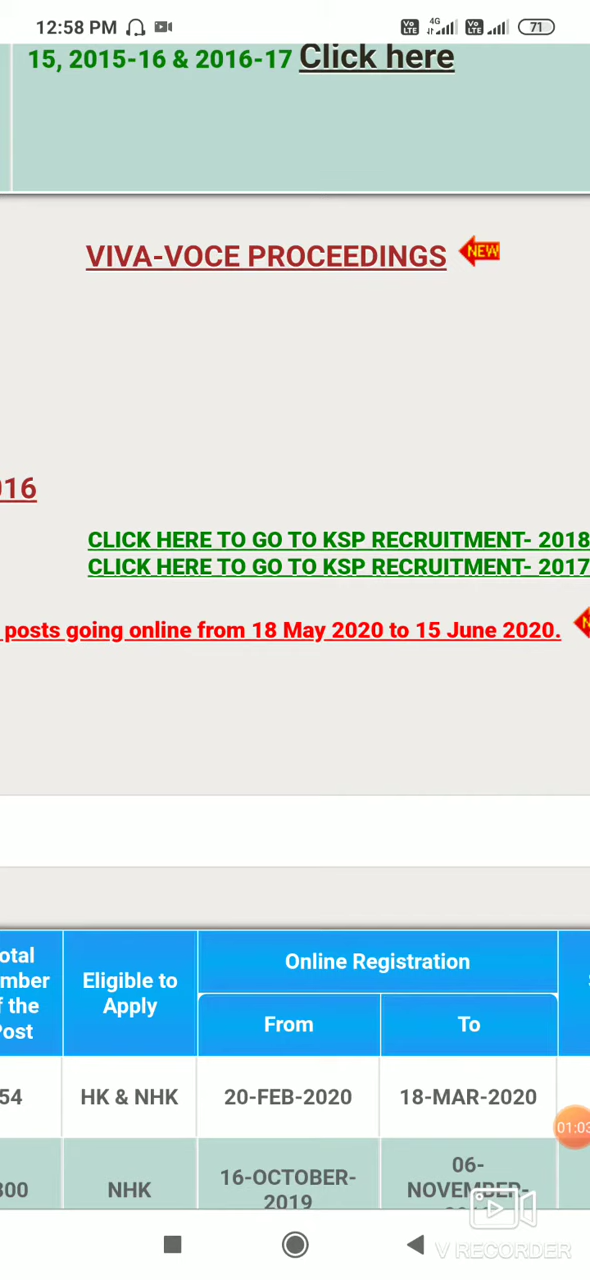 12:58 PM 4G 71
15, 2015-16 & 2016-17 Click here
VIVA-VOCE PROCEEDINGS NEW
016
CLICK HERE TO GO TO KSP RECRUITMENT- 2018
CLICK HERE TO GO TO KSP RECRUITMENT- 2017
posts going online from 18 May 2020 to 15 June 2020.
Eligible to
Apply
Online Registration
From To
of the
Post
54 HK & NHK 20-FEB-2020 18-MAR-2020
01:03
300 NHK 16-OCTOBER-
2019
06-
NOVEMBER-
V RECORDER